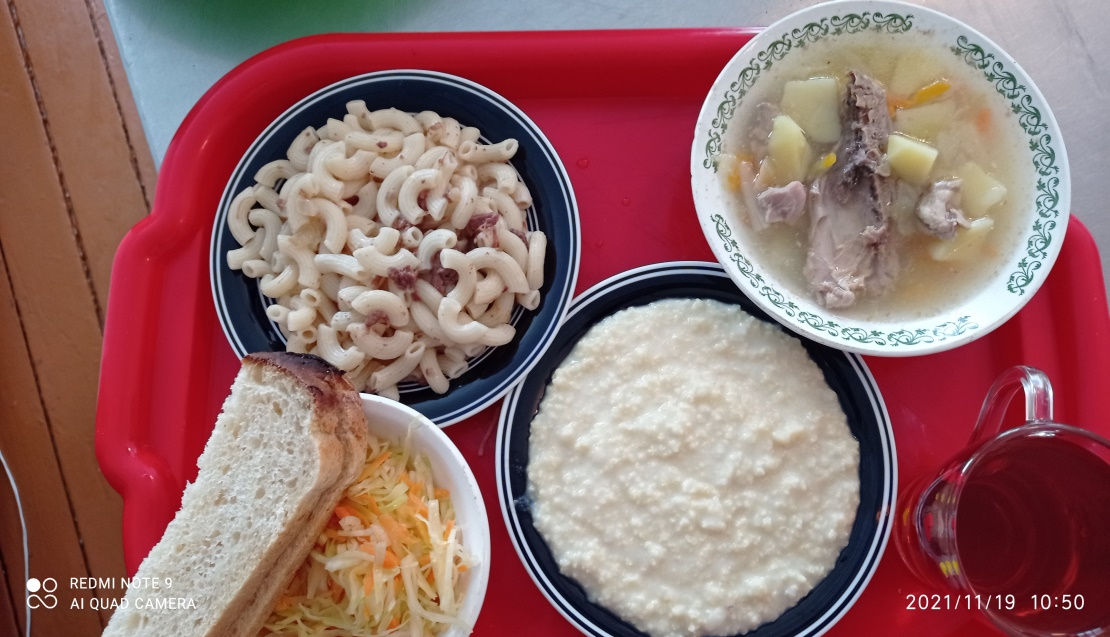 REDMI NOTE 9
AI QUAD CAMERA
2021/11/19 10:50